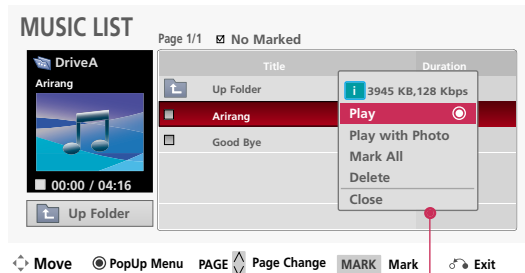 MUSIC LIST
Page 1/1 No Marked
DriveA
Arirang
00:00 / 04:16
Up Folder
Title Duration
Up Folder
Arirang
Good Bye
i 3945 KB,128 Kbps
Play
Play with Photo
Mark All
Delete
Close
Move PopUp Menu PAGE Page Change MARK Mark Exit